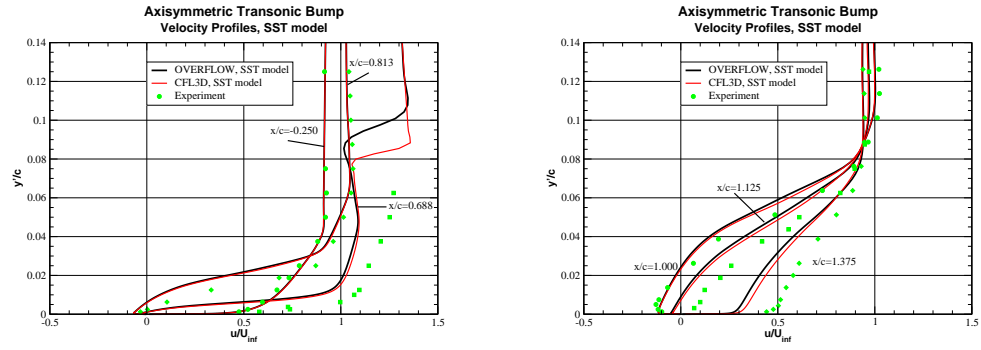 Axisymmetric Transonic Bump
Velocity Profiles, SST model
0.14
0.12
0.1
0.08
0.06
0.04
0.02
0
-0.5
0
0.5
1
1.5
y'/c
u/U_inf
OVERFLOW, SST model
CFL3D, SST model
Experiment
x/c=0.813
x/c=-0.250
x/c=0.688
Axisymmetric Transonic Bump
Velocity Profiles, SST model
0.14
0.12
0.1
0.08
0.06
0.04
0.02
0
-0.5
0
0.5
1
1.5
y'/c
u/U_inf
OVERFLOW, SST model
CFL3D, SST model
Experiment
x/c=1.125
x/c=1.000
x/c=1.375